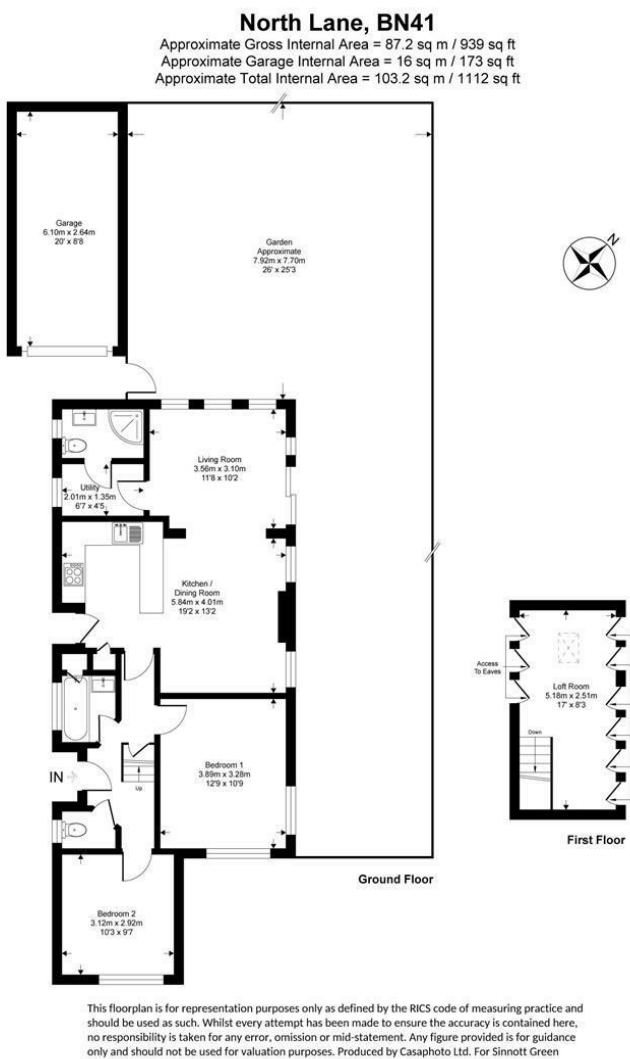 North Lane, BN41
Approximate Gross Internal Area = 87.2 sq m / 939 sq ft
Approximate Garage Internal Area = 16 sq m / 173 sq ft
Approximate Total Internal Area = 103.2 sq m / 1112 sq ft
Garage
6.10m x 2.64m
20' x 8'8
Garden
Approximate
7.92m x 7.70m
26' x 25'3
N
Living Room
3.56m x 3.10m
11'8 x 10'2
Utility
2.01m x 1.35m
6'7 x 4'5
Kitchen /
Dining Room
5.84m x 4.01m
19'2 x 13'2
Access
To Eaves
Loft Room
5.18m x 2.51m
17' x 8'3
Down
First Floor
IN
Up
Bedroom 1
3.89m x 3.28m
12'9 x 10'9
Ground Floor
Bedroom 2
3.12m x 2.92m
10'3 x 9'7
This floorplan is for representation purposes only as defined by the RICS code of measuring practice and
should be used as such. Whilst every attempt has been made to ensure the accuracy is contained here,
no responsibility is taken for any error, omission or mid-statement. Any figure provided is for guidance
only and should not be used for valuation purposes. Produced by Casaphoto Ltd. For Sinnott Green